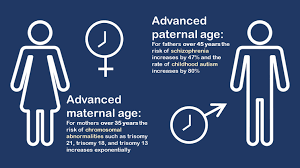 Advanced
paternal age:
For fathers over 45 years the
risk of schizophrenia
increases by 47% and the
rate of childhood autism
increases by 80%
Advanced
maternal age:
For mothers over 35 years the
risk of chromosomal
abnormalities such as trisomy
21, trisomy 18, and trisomy 13
increases exponentially